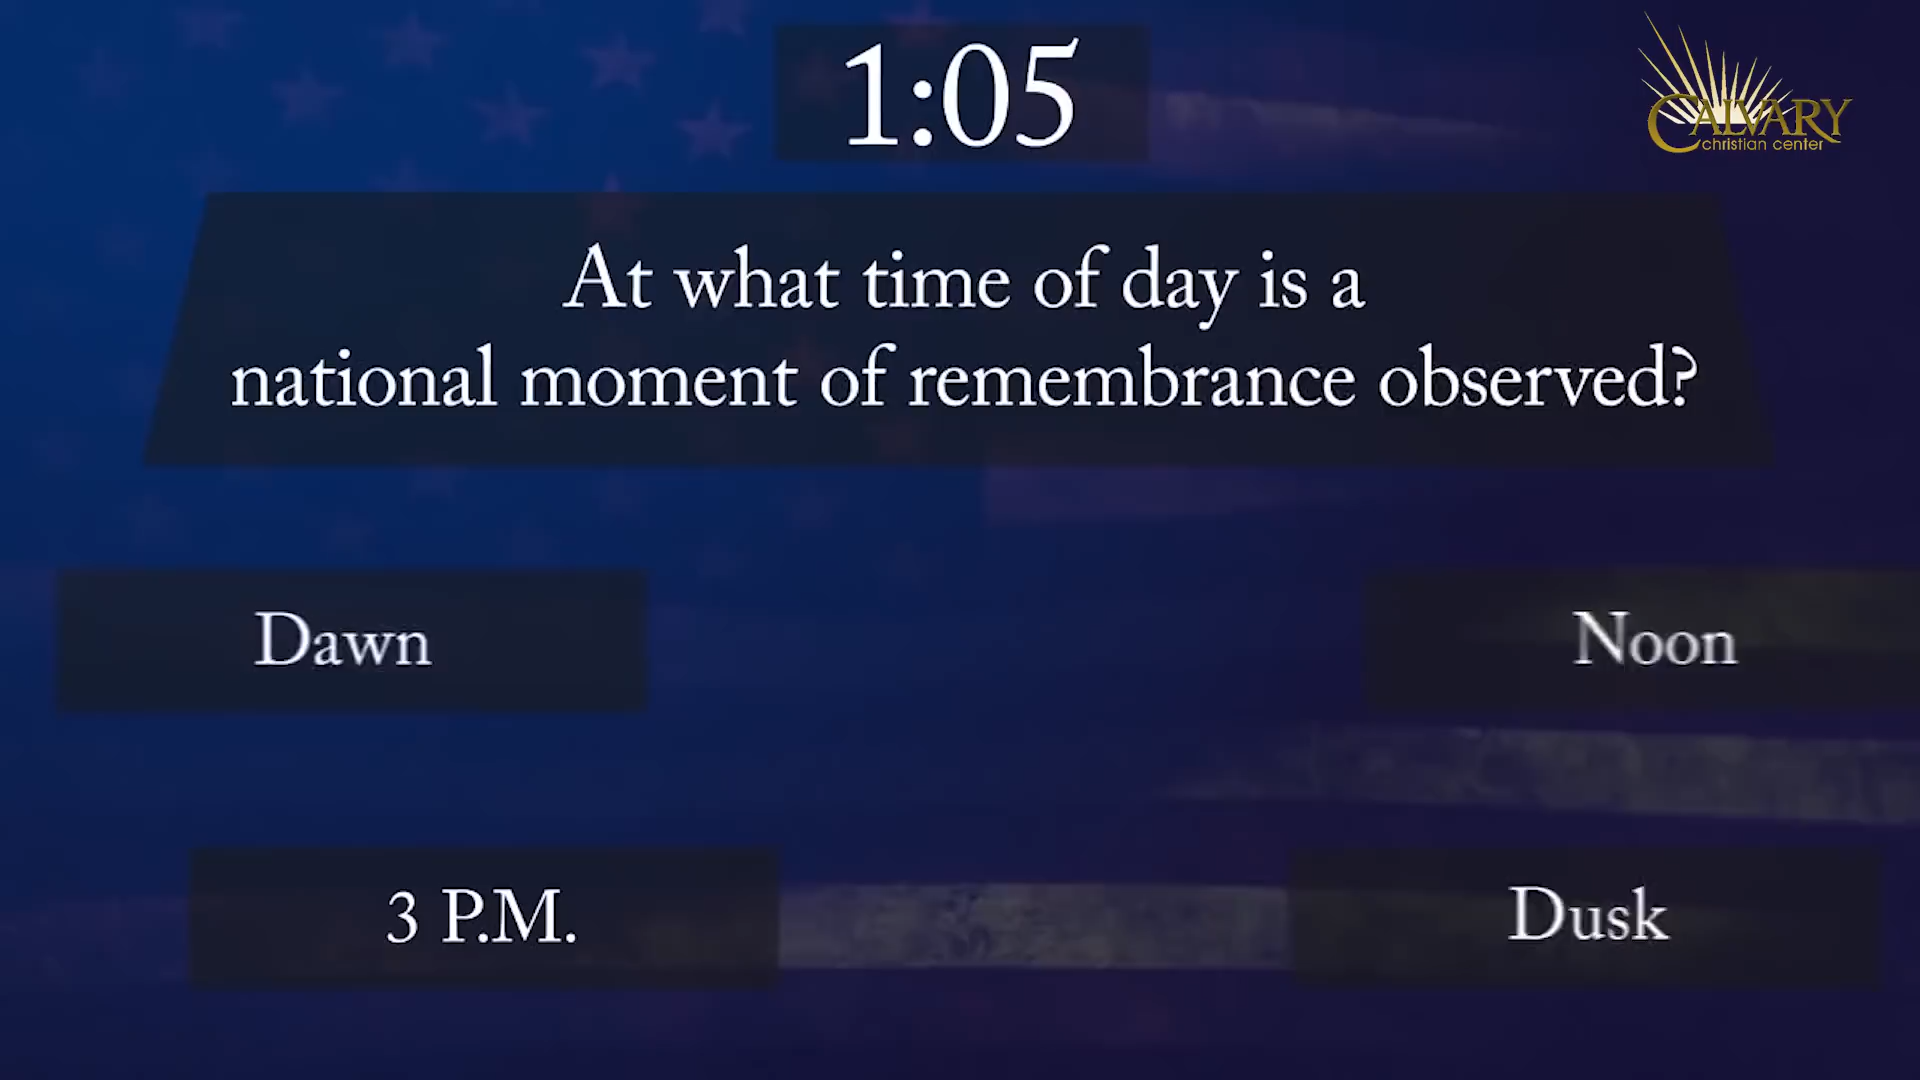 1:05
CALVARY
christian center
At what time of day is a
national moment of remembrance observed?
Dawn
Noon
3 P.M.
Dusk